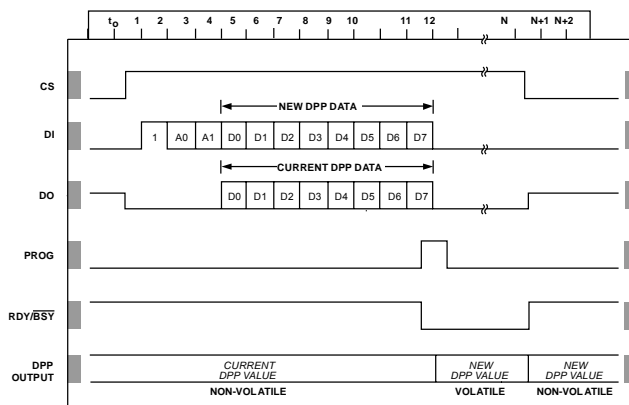 to 1 2 3 4 5 6 7 8 9 10 11 12 N N+1 N+2
CS
NEW DPP DATA
DI 1 A0 A1 D0 D1 D2 D3 D4 D5 D6 D7
CURRENT DPP DATA
DO D0 D1 D2 D3 D4 D5 D6 D7
PROG
RDY/BSY
DPP OUTPUT
CURRENT DPP VALUE
NEW DPP VALUE
NEW DPP VALUE
NON-VOLATILE VOLATILE NON-VOLATILE